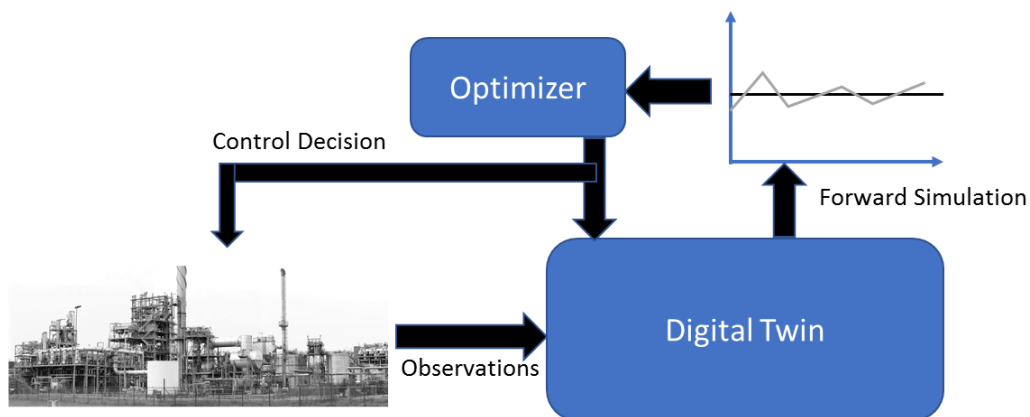 Optimizer
Control Decision
Forward Simulation
Digital Twin
Observations